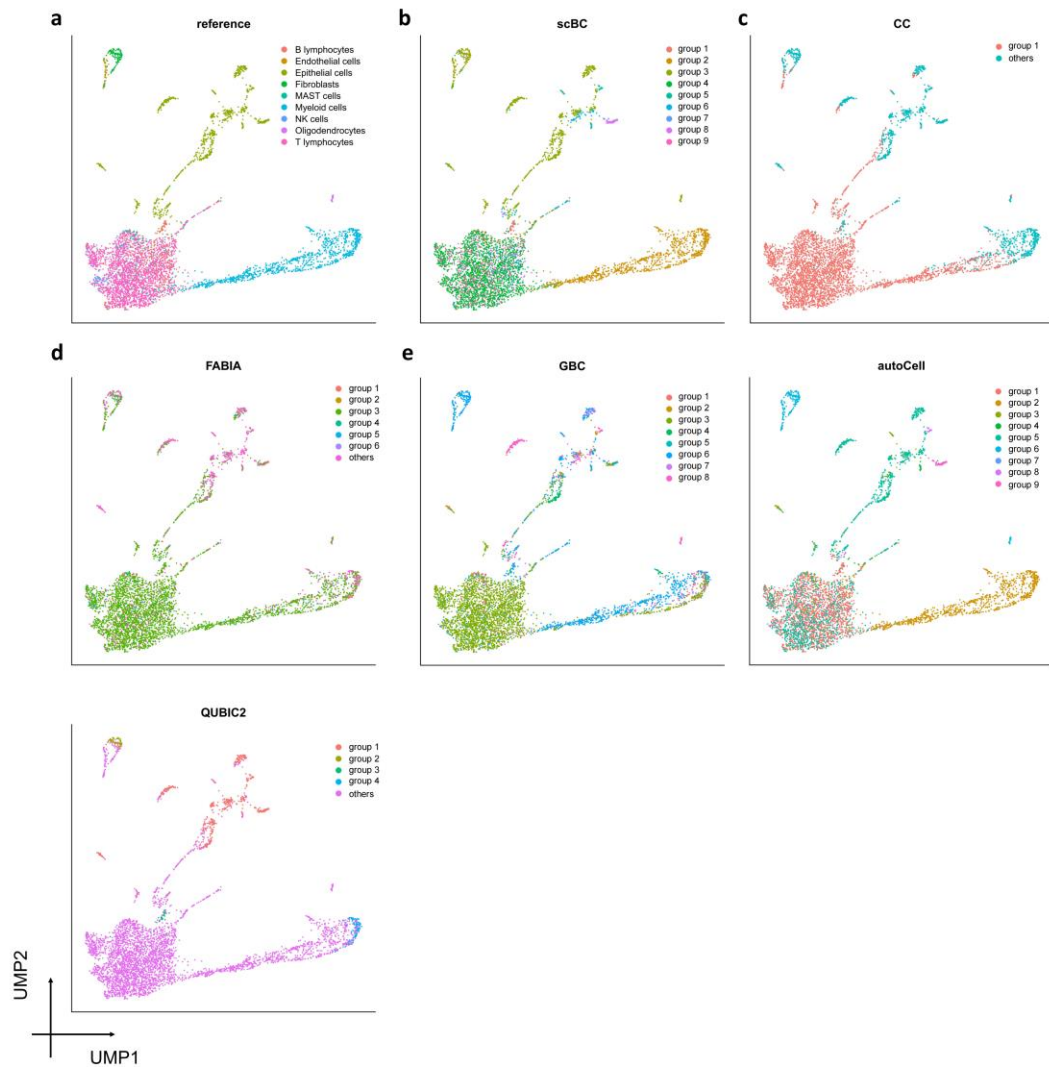 a
reference
B lymphocytes
Endothelial cells
Epithelial cells
Fibroblasts
MAST cells
Myeloid cells
NK cells
Oligodendrocytes
T lymphocytes
b
scBC
group 1
group 2
group 3
group 4
group 5
group 6
group 7
group 8
group 9
c
CC
group 1
others
d
FABIA
group 1
group 2
group 3
group 4
group 5
group 6
others
e
GBC
group 1
group 2
group 3
group 4
group 5
group 6
group 7
group 8
autoCell
group 1
group 2
group 3
group 4
group 5
group 6
group 7
group 8
group 9
QUBIC2
group 1
group 2
group 3
group 4
others
UMP2
UMP1